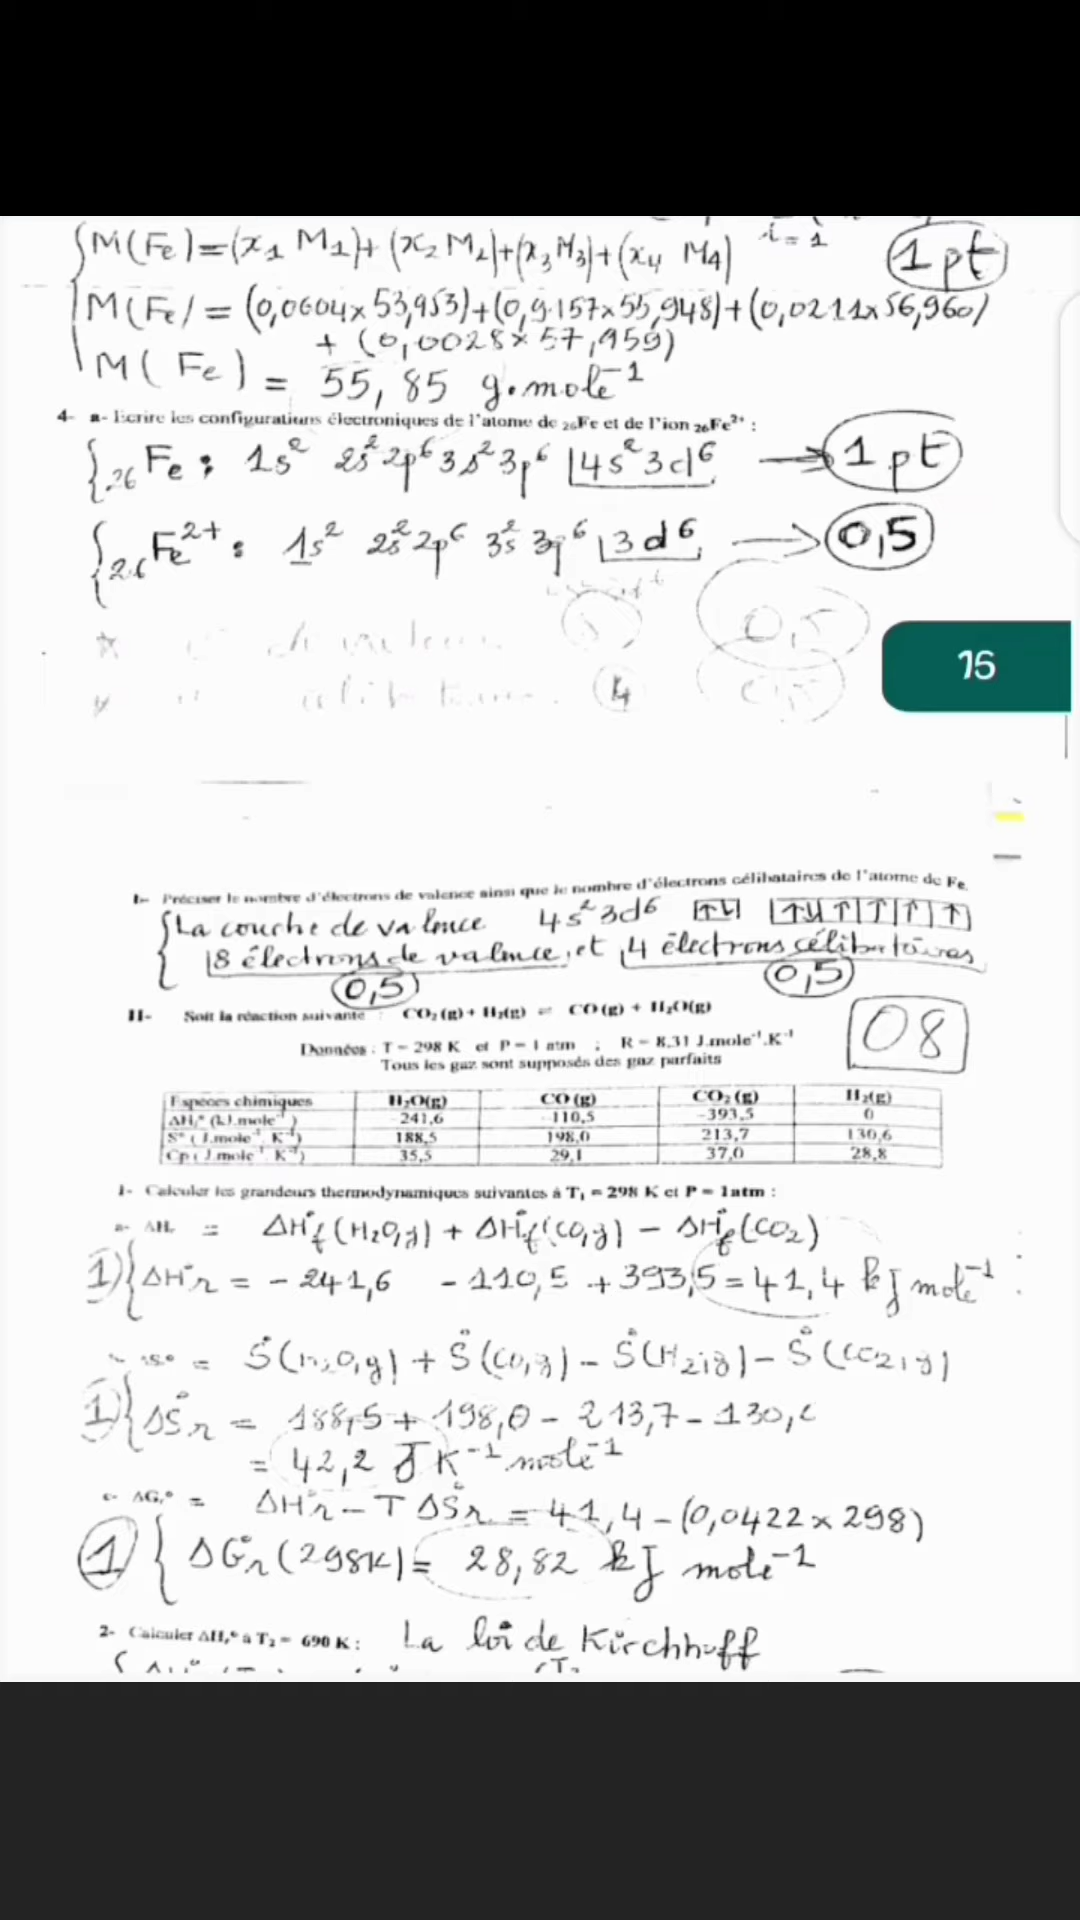 i=1
M(Fe)=(x1 M1)+(x2 M2)+(x3 M3)+(x4 M4)
1 pt
M(Fe)=(0,0604×53,953)+(0,9157×55,948)+(0,0211×56,960)
+(0,0028×57,959)
M(Fe) = 55,85 g.mole⁻¹
4- a- Ecrire les configurations électroniques de l'atome de ₂₆Fe et de l'ion ₂₆Fe²⁺ :
₂₆Fe : 1s² 2s² 2p⁶ 3s² 3p⁶ 4s² 3d⁶ → 1 pt
₂₆Fe²⁺ : 1s² 2s² 2p⁶ 3s² 3p⁶ 3d⁶ → 0,5
0,5
15
4
b- Préciser le nombre d'électrons de valence ainsi que le nombre d'électrons célibataires de l'atome de Fe.
La couche de valence 4s² 3d⁶ ↑↓ ↑↓ ↑ ↑ ↑ ↑
8 électrons de valence, et 4 électrons célibataires
0,5 0,5
II- Soit la réaction suivante : CO₂(g) + H₂(g) ⇌ CO(g) + H₂O(g)
08
Données : T = 298 K et P = 1 atm ; R = 8,31 J.mole⁻¹.K⁻¹
Tous les gaz sont supposés des gaz parfaits
Espèces chimiques H₂O(g) CO (g) CO₂ (g) H₂(g)
ΔHf° (kJ.mole⁻¹) -241,6 -110,5 -393,5 0
S° (J.mole⁻¹.K⁻¹) 188,5 198,0 213,7 130,6
Cp (J.mole⁻¹.K⁻¹) 35,5 29,1 37,0 28,8
1- Calculer les grandeurs thermodynamiques suivantes à T₁ = 298 K et P = 1atm :
a- ΔHr° = ΔH°f(H₂O,g) + ΔH°f(CO,g) - ΔH°f(CO₂)
1) ΔH°r = -241,6 -110,5 +393,5 = 41,4 kJ mole⁻¹
b- ΔS° = S°(H₂O,g) + S°(CO,g) - S°(H₂,g) - S°(CO₂,g)
1) ΔS°r = 188,5 + 198,0 - 213,7 - 130,6
= 42,2 J K⁻¹ mole⁻¹
c- ΔGr° = ΔH°r - T ΔS°r = 41,4 - (0,0422 × 298)
1 ΔG°r(298K) = 28,82 kJ mole⁻¹
2- Calculer ΔHr° à T₂ = 690 K : La loi de Kirchhoff